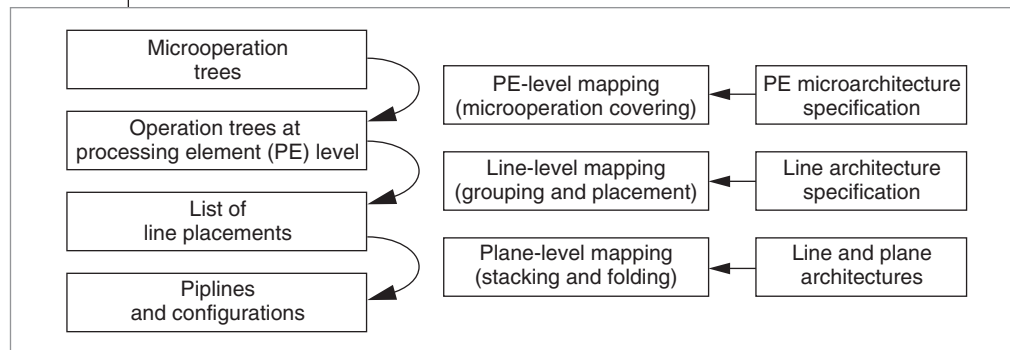 Microoperation
trees
Operation trees at
processing element (PE) level
List of
line placements
Piplines
and configurations
PE-level mapping
(microoperation covering)
Line-level mapping
(grouping and placement)
Plane-level mapping
(stacking and folding)
PE microarchitecture
specification
Line architecture
specification
Line and plane
architectures